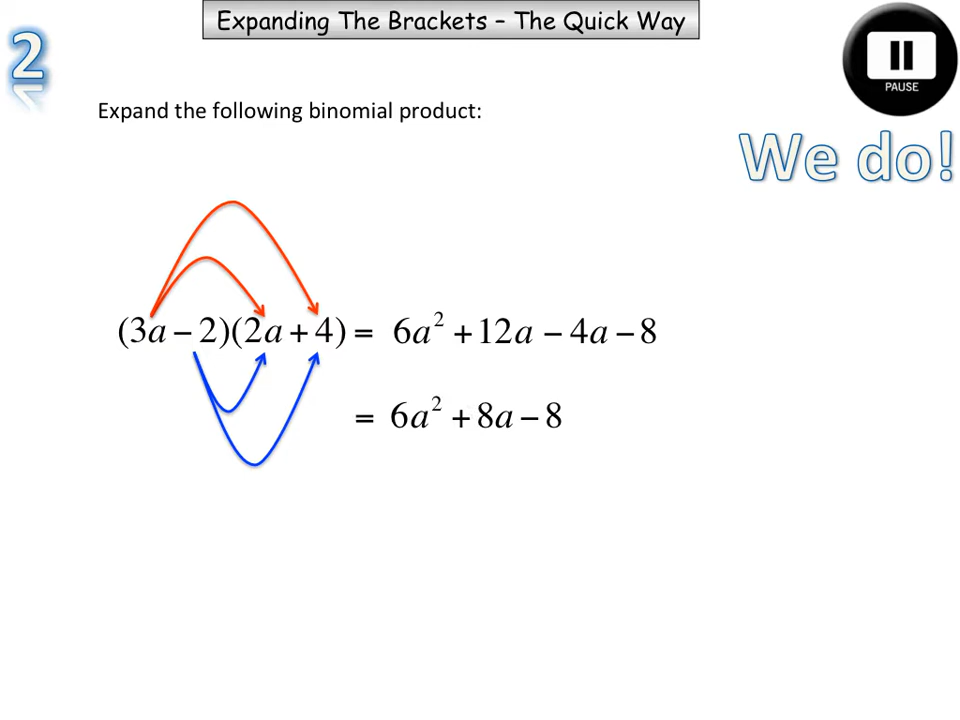 Expanding The Brackets – The Quick Way
2
PAUSE
Expand the following binomial product:
We do!
(3a − 2)(2a + 4) = 6a² + 12a − 4a − 8
= 6a² + 8a − 8